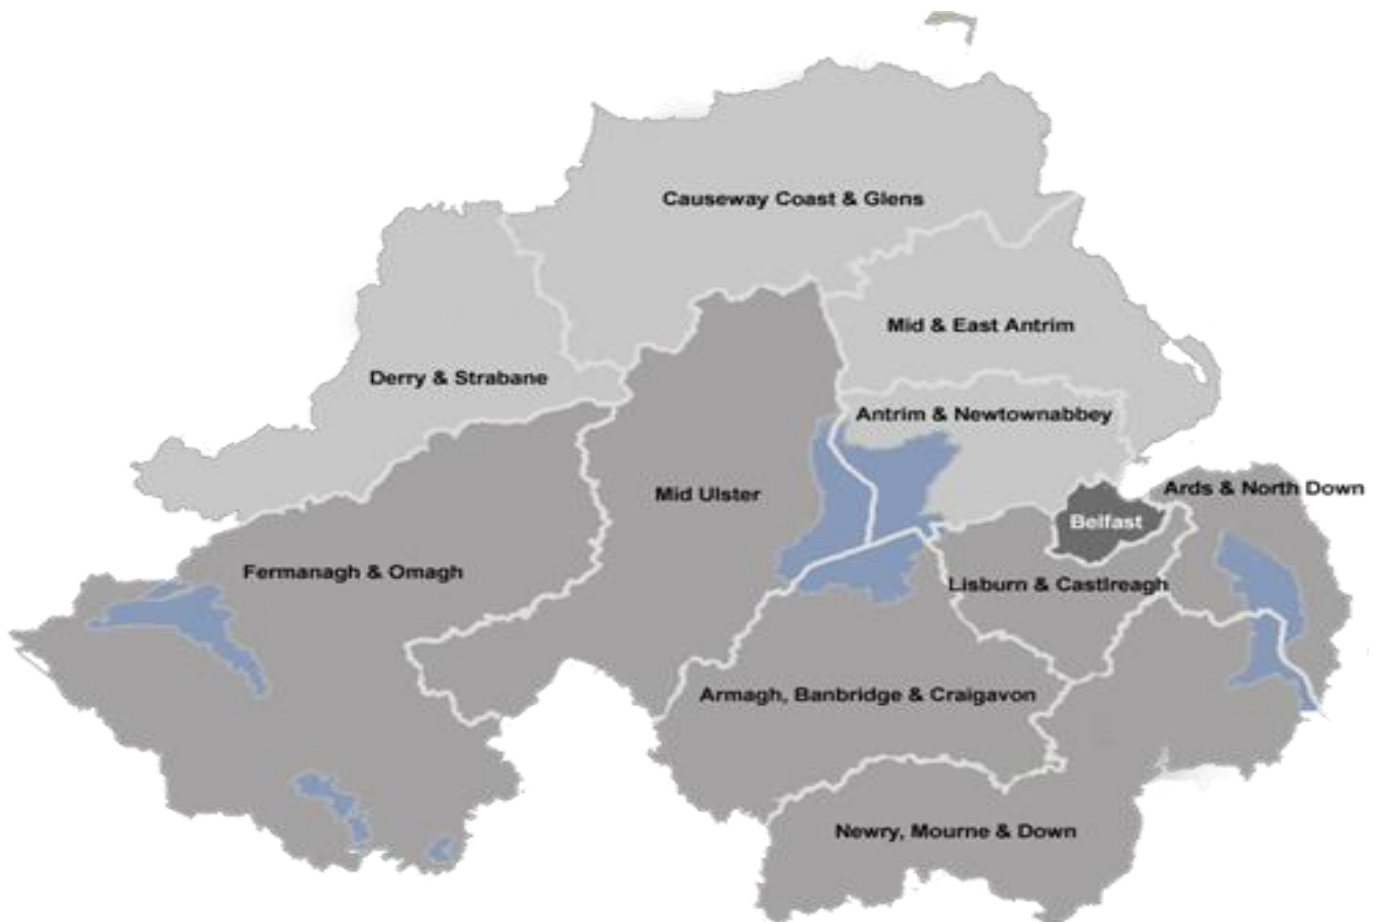 Causeway Coast & Glens
Mid & East Antrim
Derry & Strabane
Antrim & Newtownabbey
Mid Ulster
Ards & North Down
Belfast
Fermanagh & Omagh
Lisburn & Castlreagh
Armagh, Banbridge & Craigavon
Newry, Mourne & Down